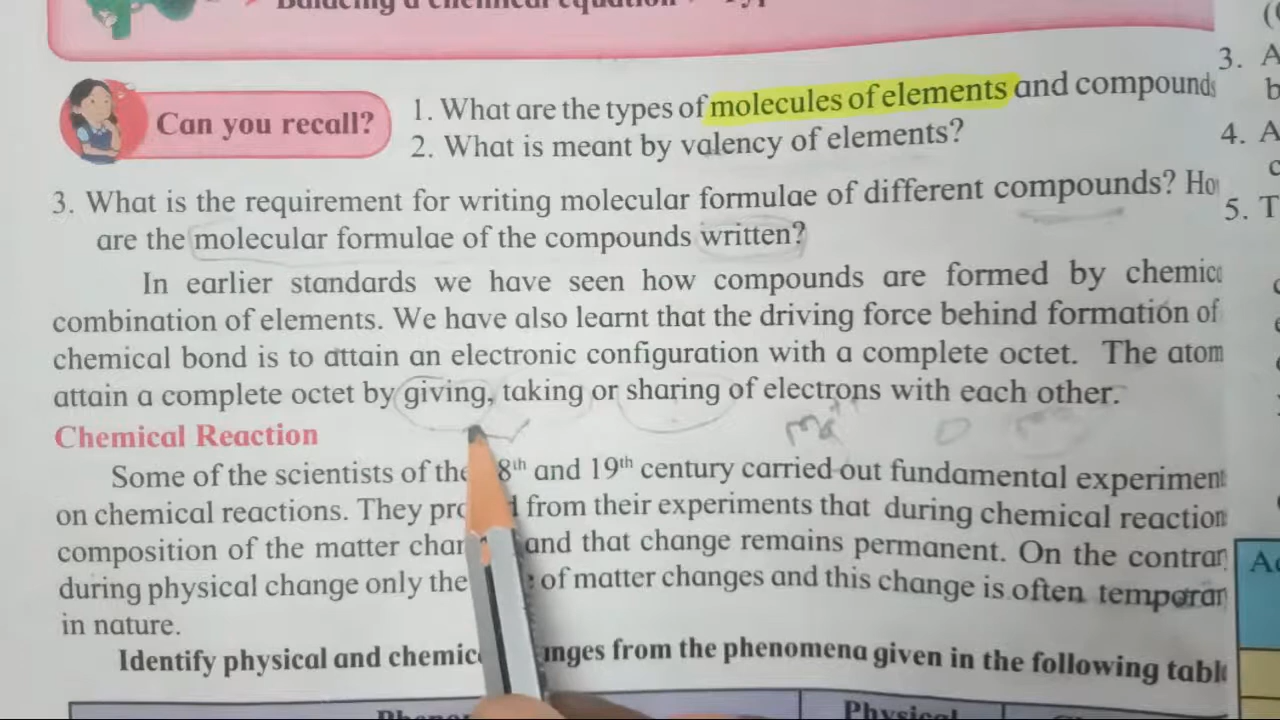 Balacing a chemical equation
Can you recall?
1. What are the types of molecules of elements and compounds
2. What is meant by valency of elements?
3. What is the requirement for writing molecular formulae of different compounds?
are the molecular formulae of the compounds written?
In earlier standards we have seen how compounds are formed by
combination of elements. We have also learnt that the driving force behind formation of
chemical bond is to attain an electronic configuration with a complete octet. The atom
attain a complete octet by giving, taking or sharing of electrons with each other.
Chemical Reaction
Some of the scientists of the 8th and 19th century carried out fundamental experiment
on chemical reactions. They from their experiments that during chemical reaction
composition of the matter and that change remains permanent. On the
during physical change only the of matter changes and this change is often
in nature.
Identify physical and from the phenomena given in the following
Physical
3. A
4. A
5. T